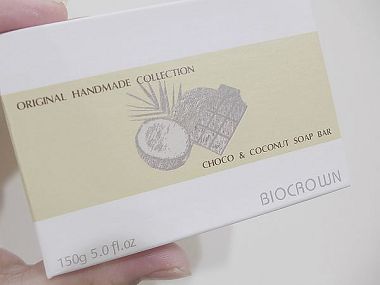 ORIGINAL HANDMADE COLLECTION
CHOCO & COCONUT SOAP BAR
BIOCROWN
150g 5.0 fl.oz